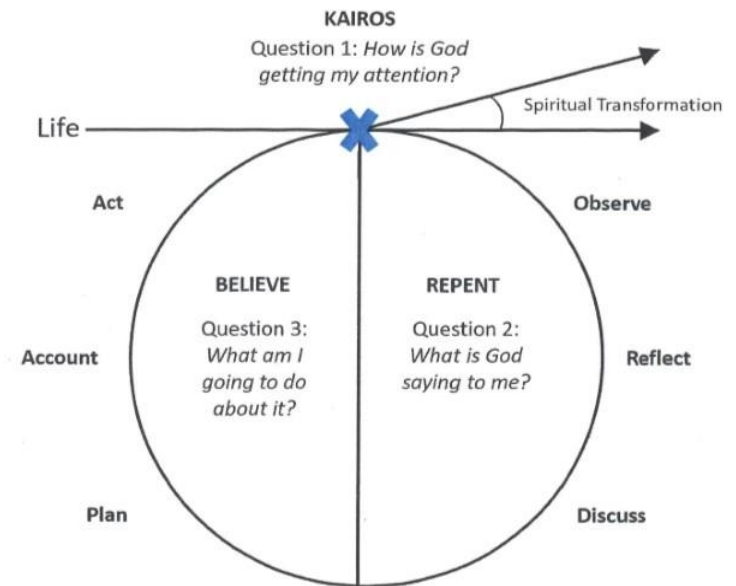 KAIROS
Question 1: How is God
getting my attention?
Spiritual Transformation
Life
Act
Observe
BELIEVE
REPENT
Question 3:
What am I
going to do
about it?
Question 2:
What is God
saying to me?
Account
Reflect
Plan
Discuss